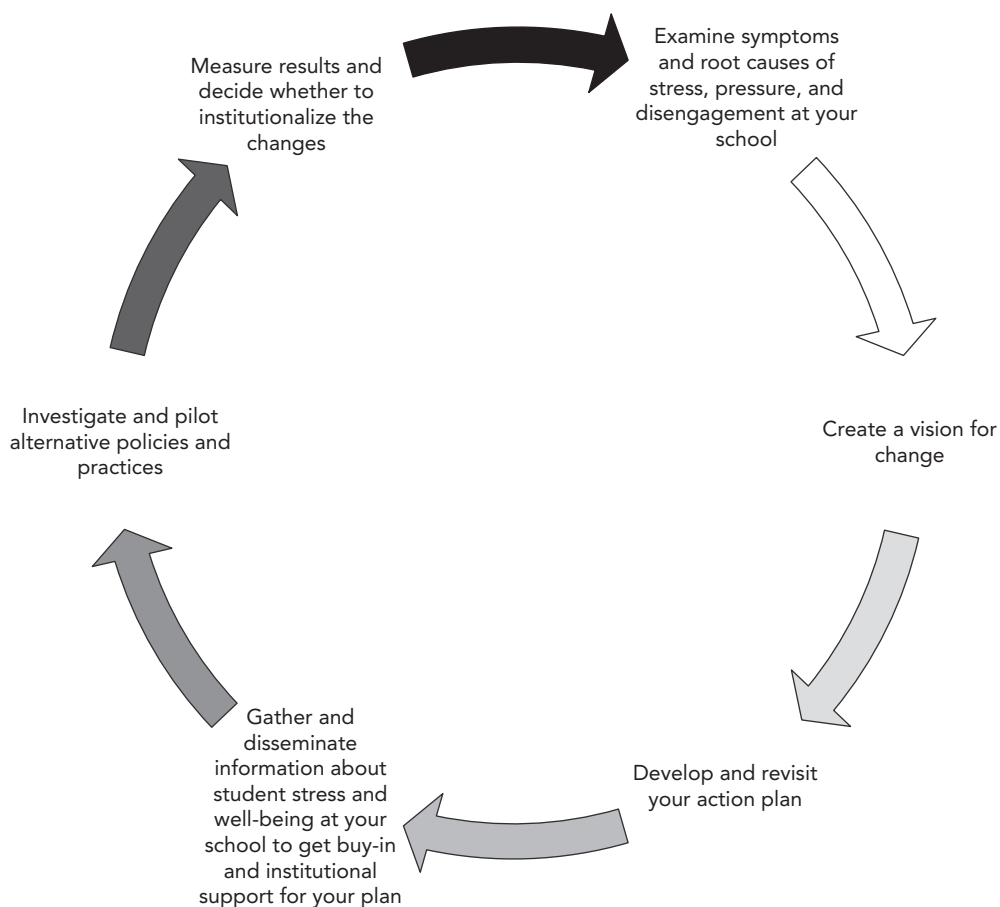 Examine symptoms
and root causes of
stress, pressure, and
disengagement at your
school
Create a vision for
change
Develop and revisit
your action plan
Gather and
disseminate
information about
student stress and
well-being at your
school to get buy-in
and institutional
support for your plan
Investigate and pilot
alternative policies and
practices
Measure results and
decide whether to
institutionalize the
changes